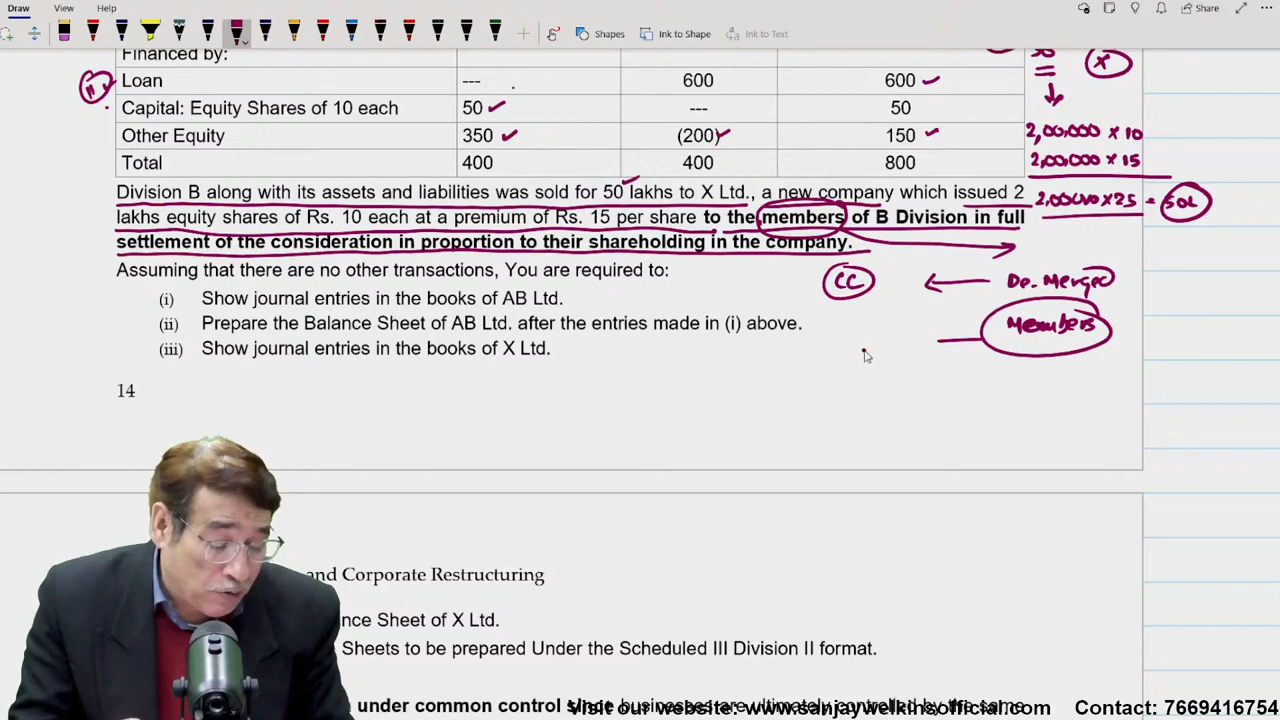 Draw View Help
Share
Shapes Ink to Shape Ink to Text
Financed by:
Loan --- 600 600
Capital: Equity Shares of 10 each 50 --- 50
Other Equity 350 (200) 150
Total 400 400 800
X
2,00,000 x 10
2,00,000 x 15
2,00,000 x 25 = 50L
Division B along with its assets and liabilities was sold for 50 lakhs to X Ltd., a new company which issued 2
lakhs equity shares of Rs. 10 each at a premium of Rs. 15 per share to the members of B Division in full
settlement of the consideration in proportion to their shareholding in the company.
Assuming that there are no other transactions, You are required to:
CC De. Merged
Members
(i) Show journal entries in the books of AB Ltd.
(ii) Prepare the Balance Sheet of AB Ltd. after the entries made in (i) above.
(iii) Show journal entries in the books of X Ltd.
14
and Corporate Restructuring
nce Sheet of X Ltd.
Sheets to be prepared Under the Scheduled III Division II format.
under common control since businesses are ultimately controlled by the same
Visit our website: www.sanjaywelkinsofficial.com Contact: 7669416754